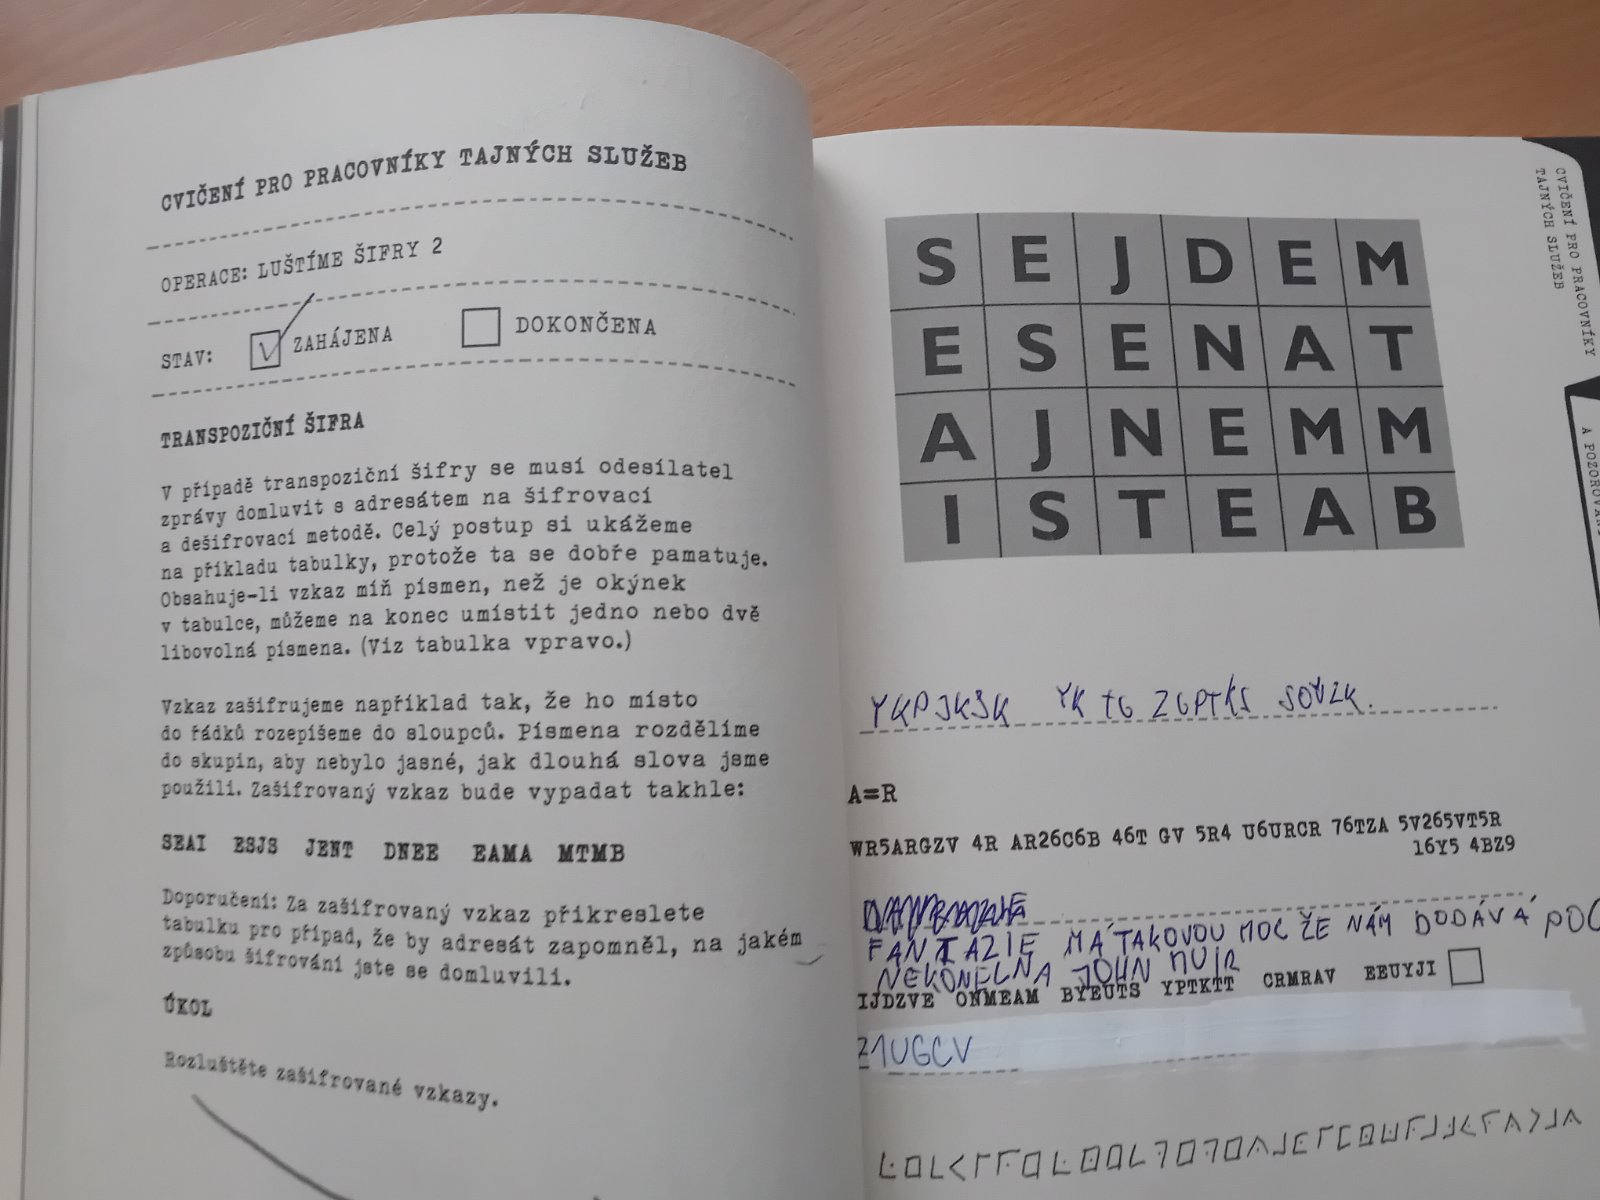 CVIČENÍ PRO PRACOVNÍKY TAJNÝCH SLUŽEB
OPERACE: LUŠTÍME ŠIFRY 2
STAV: ZAHÁJENA DOKONČENA
TRANSPOZIČNÍ ŠIFRA
V případě transpoziční šifry se musí odesílatel
zprávy domluvit s adresátem na šifrovací
a dešifrovací metodě. Celý postup si ukážeme
na příkladu tabulky, protože ta se dobře pamatuje.
Obsahuje-li vzkaz míň písmen, než je okýnek
v tabulce, můžeme na konec umístit jedno nebo dvě
libovolná písmena. (Viz tabulka vpravo.)
Vzkaz zašifrujeme například tak, že ho místo
do řádků rozepíšeme do sloupců. Písmena rozdělíme
do skupin, aby nebylo jasné, jak dlouhá slova jsme
použili. Zašifrovaný vzkaz bude vypadat takhle:
SEAI ESJS JENT DNEE EAMA MTMB
Doporučení: Za zašifrovaný vzkaz přikreslete
tabulku pro případ, že by adresát zapomněl, na jakém
způsobu šifrování jste se domluvili.
ÚKOL
Rozluštěte zašifrované vzkazy.
CVIČENÍ PRO PRACOVNÍKY
TAJNÝCH SLUŽEB
A POZOROVÁNÍ
S E J D E M
E S E N A T
A J N E M M
I S T E A B
A=R
WR5ARGZV 4R AR26C6B 46T GV 5R4 U6URCR 76TZA 5V265VT5R
16Y5 4BZ9
FANTAZIE MÁ TAKOVOU MOC ŽE NÁM DODÁVÁ
JOHN MUIR
IJDZVE ONMEAM BYEUTS YPTKTT CRMRAV EEUYJI
Z1UGCV